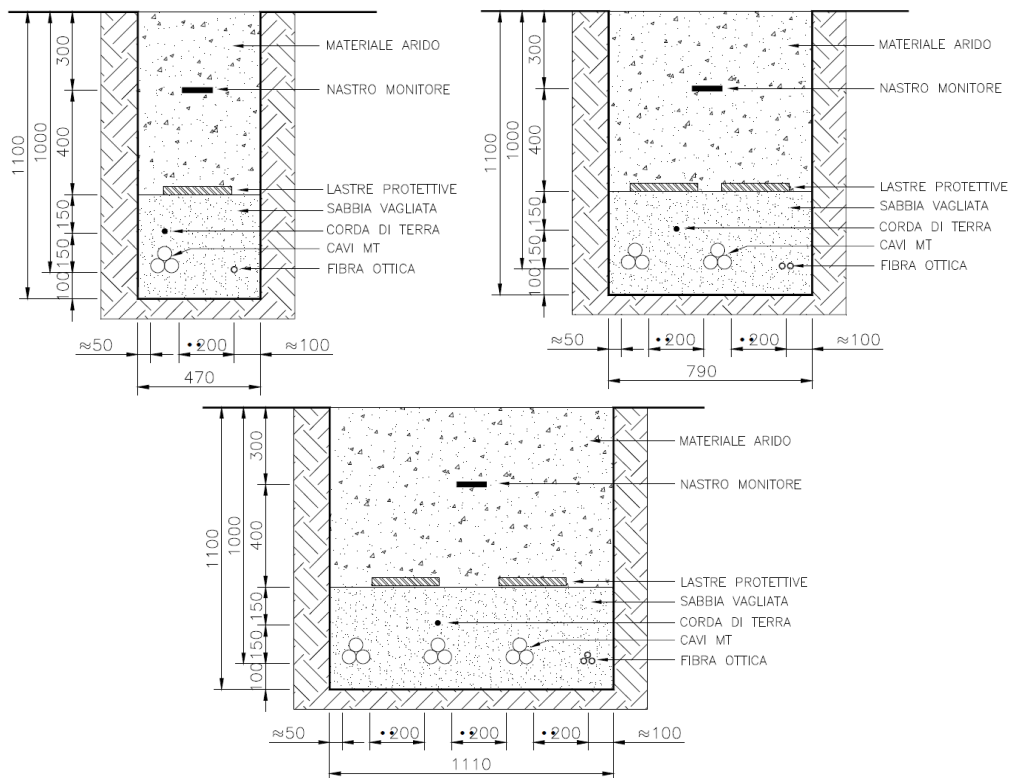 MATERIALE ARIDO
NASTRO MONITORE
LASTRE PROTETTIVE
SABBIA VAGLIATA
CORDA DI TERRA
CAVI MT
FIBRA OTTICA
1100
1000
300
400
150
150
100
≈50
200
≈100
470
MATERIALE ARIDO
NASTRO MONITORE
LASTRE PROTETTIVE
SABBIA VAGLIATA
CORDA DI TERRA
CAVI MT
FIBRA OTTICA
1100
1000
300
400
150
150
100
≈50
200
200
≈100
790
MATERIALE ARIDO
NASTRO MONITORE
LASTRE PROTETTIVE
SABBIA VAGLIATA
CORDA DI TERRA
CAVI MT
FIBRA OTTICA
1100
1000
300
400
150
150
100
≈50
200
200
200
≈100
1110